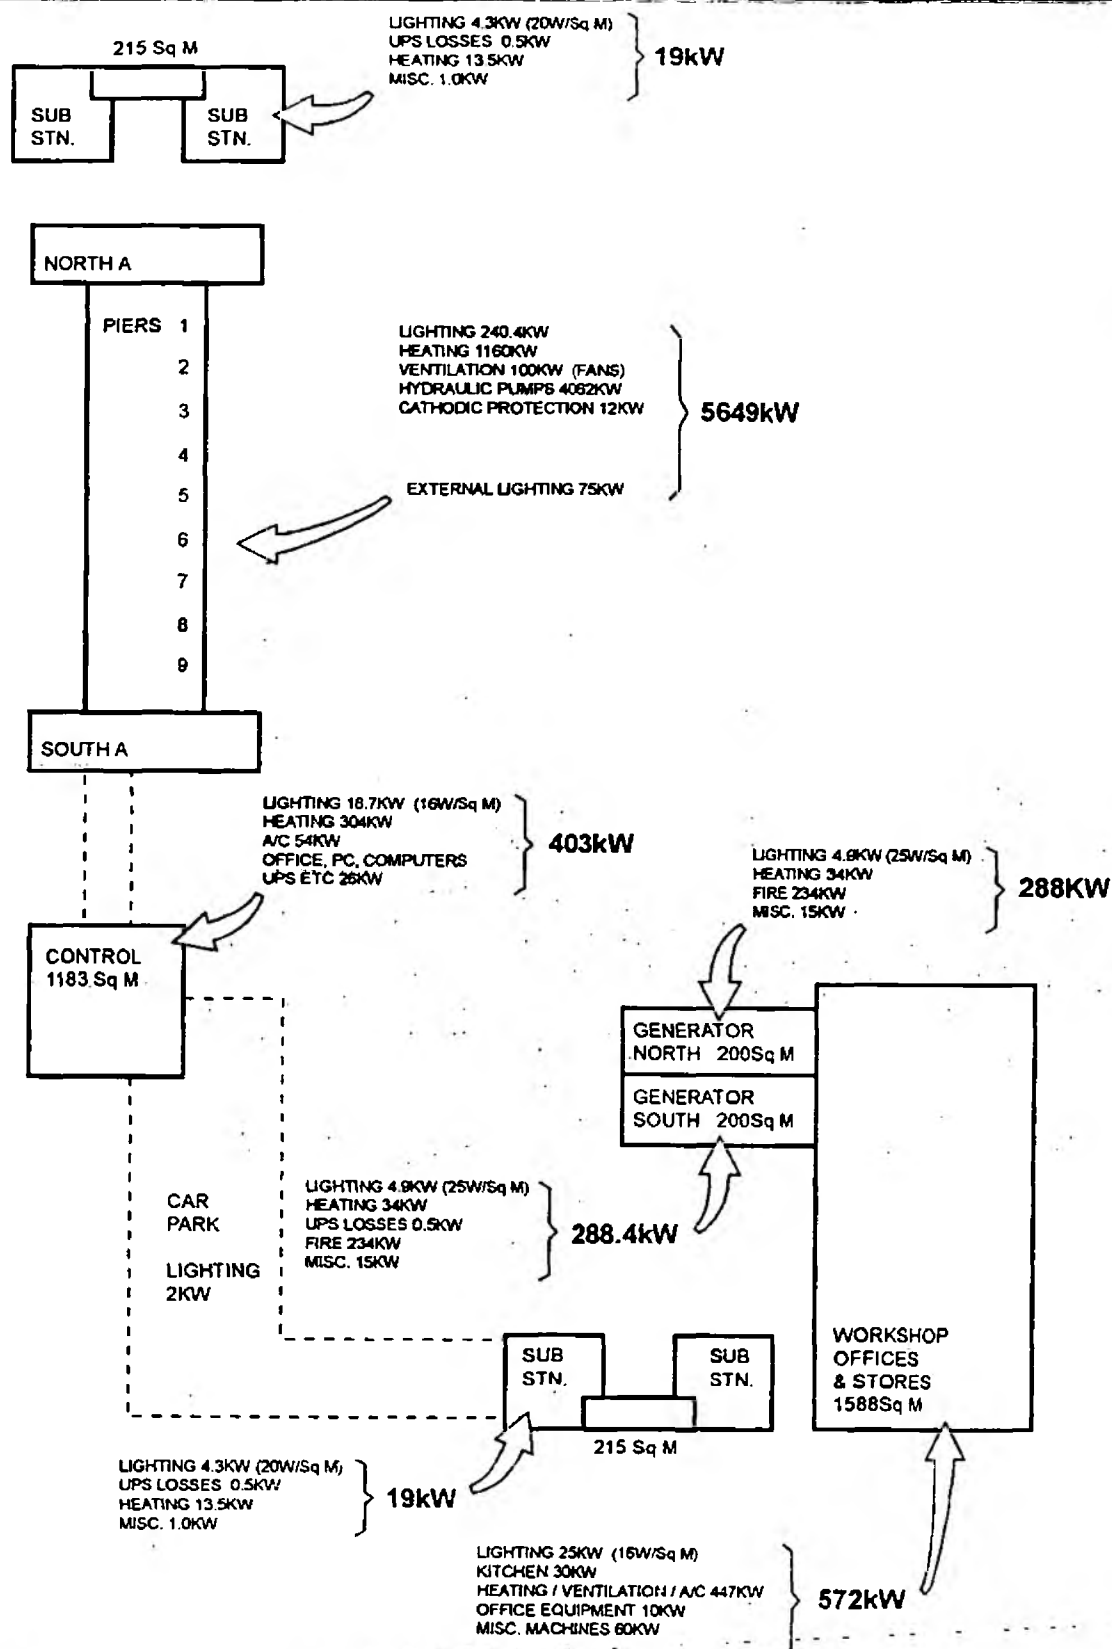 LIGHTING 4.3KW (20W/Sq M)
UPS LOSSES 0.5KW
HEATING 13.5KW
MISC. 1.0KW
19kW
215 Sq M
SUB
STN.
SUB
STN.
NORTH A
PIERS 1
2
3
4
5
6
7
8
9
LIGHTING 240.4KW
HEATING 1160KW
VENTILATION 100KW (FANS)
HYDRAULIC PUMPS 4062KW
CATHODIC PROTECTION 12KW
EXTERNAL LIGHTING 75KW
5649kW
SOUTH A
LIGHTING 18.7KW (16W/Sq M)
HEATING 304KW
A/C 54KW
OFFICE, PC, COMPUTERS
UPS ETC 26KW
403kW
CONTROL
1183 Sq M
LIGHTING 4.9KW (25W/Sq M)
HEATING 34KW
FIRE 234KW
MISC. 15KW
288KW
GENERATOR
NORTH 200Sq M
GENERATOR
SOUTH 200Sq M
LIGHTING 4.9KW (25W/Sq M)
HEATING 34KW
UPS LOSSES 0.5KW
FIRE 234KW
MISC. 15KW
288.4kW
CAR
PARK
LIGHTING
2KW
SUB
STN.
SUB
STN.
215 Sq M
WORKSHOP
OFFICES
& STORES
1588Sq M
LIGHTING 4.3KW (20W/Sq M)
UPS LOSSES 0.5KW
HEATING 13.5KW
MISC. 1.0KW
19kW
LIGHTING 25KW (16W/Sq M)
KITCHEN 30KW
HEATING / VENTILATION / A/C 447KW
OFFICE EQUIPMENT 10KW
MISC. MACHINES 60KW
572kW